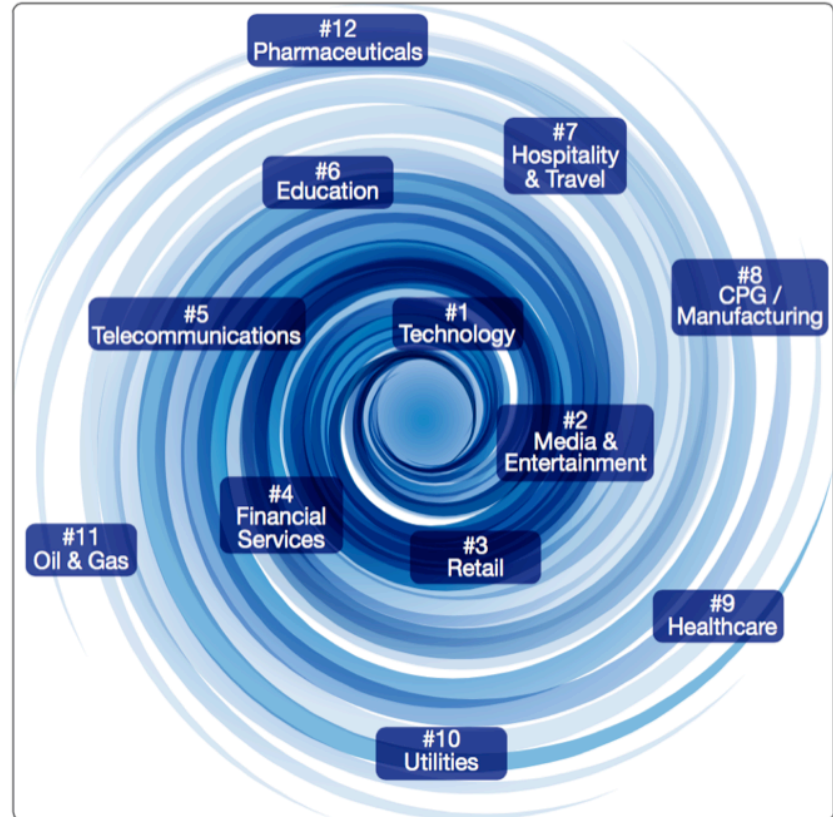 #12
Pharmaceuticals
#7
Hospitality
& Travel
#6
Education
#8
CPG /
Manufacturing
#5
Telecommunications
#1
Technology
#2
Media &
Entertainment
#4
Financial
Services
#3
Retail
#11
Oil & Gas
#9
Healthcare
#10
Utilities